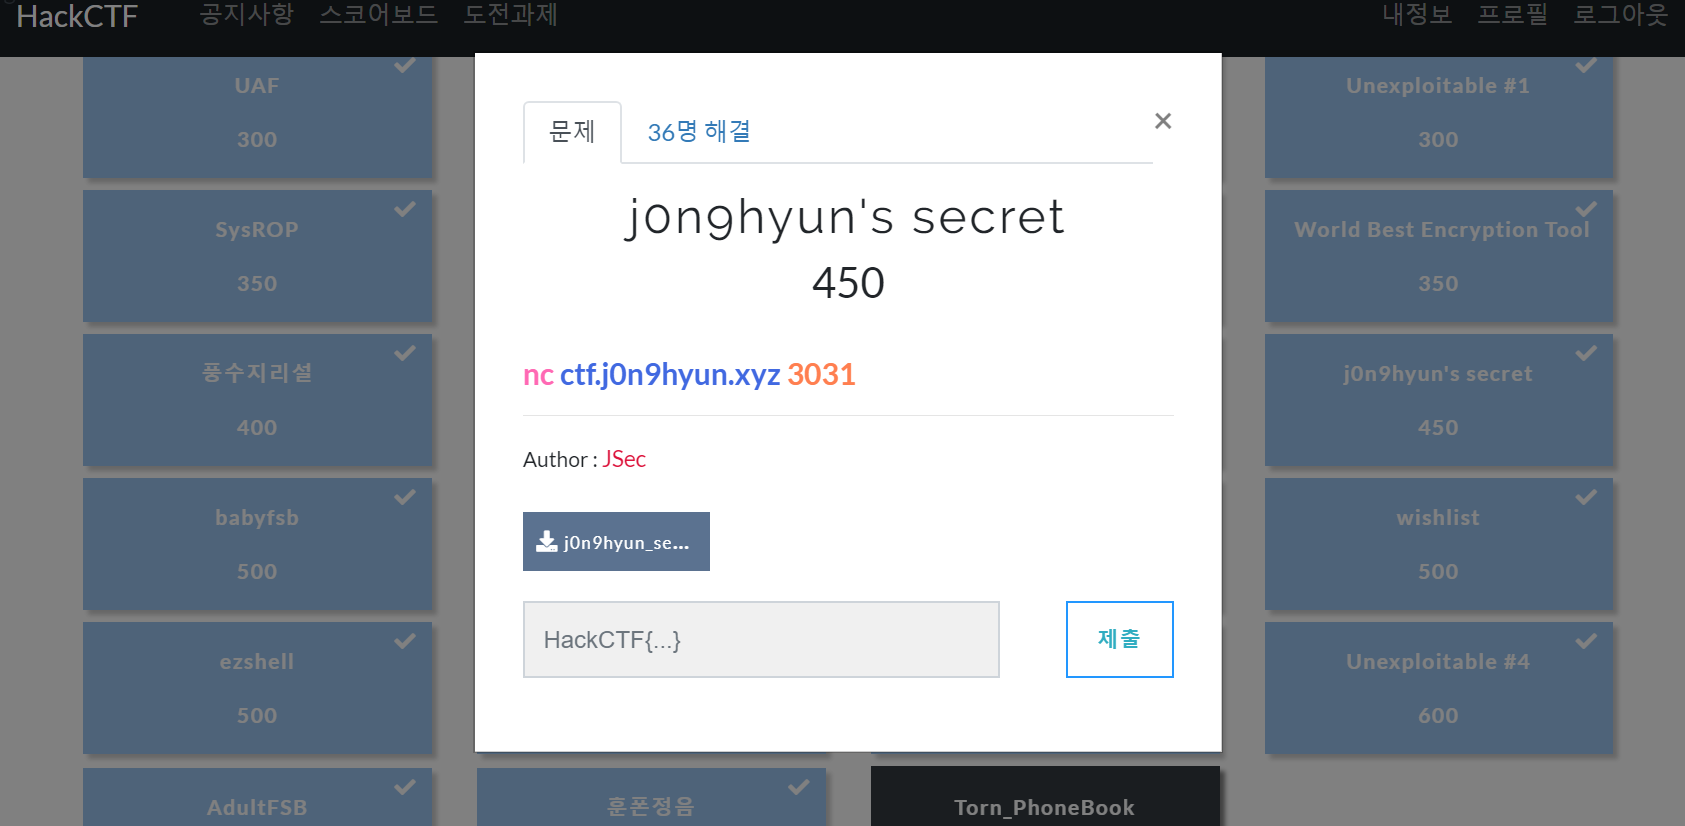 HackCTF 공지사항 스코어보드 도전과제 내정보 프로필 로그아웃
UAF
300
Unexploitable #1
300
SysROP
350
World Best Encryption Tool
350
풍수지리설
400
j0n9hyun's secret
450
babyfsb
500
wishlist
500
ezshell
500
Unexploitable #4
600
AdultFSB
훈폰정음
Torn_PhoneBook
문제 36명 해결 ×
j0n9hyun's secret
450
nc ctf.j0n9hyun.xyz 3031
Author : JSec
j0n9hyun_se...
HackCTF{...}
제출